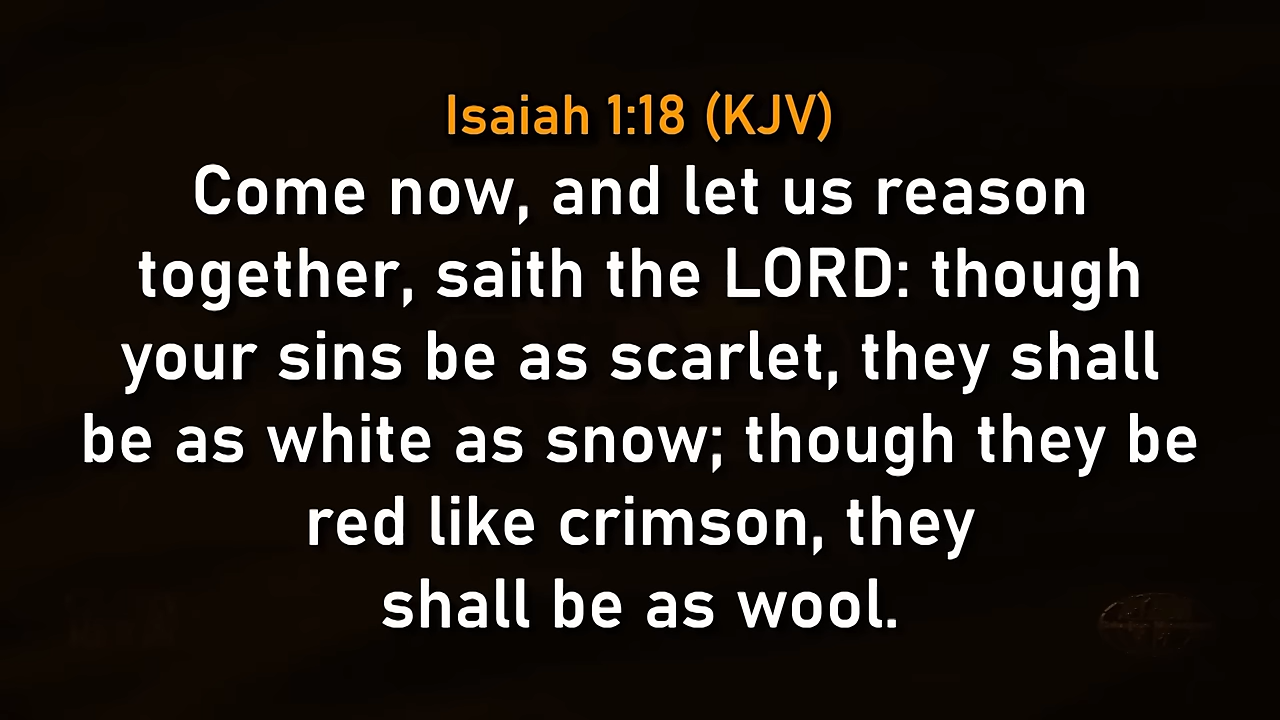 Isaiah 1:18 (KJV)
Come now, and let us reason
together, saith the LORD: though
your sins be as scarlet, they shall
be as white as snow; though they be
red like crimson, they
shall be as wool.